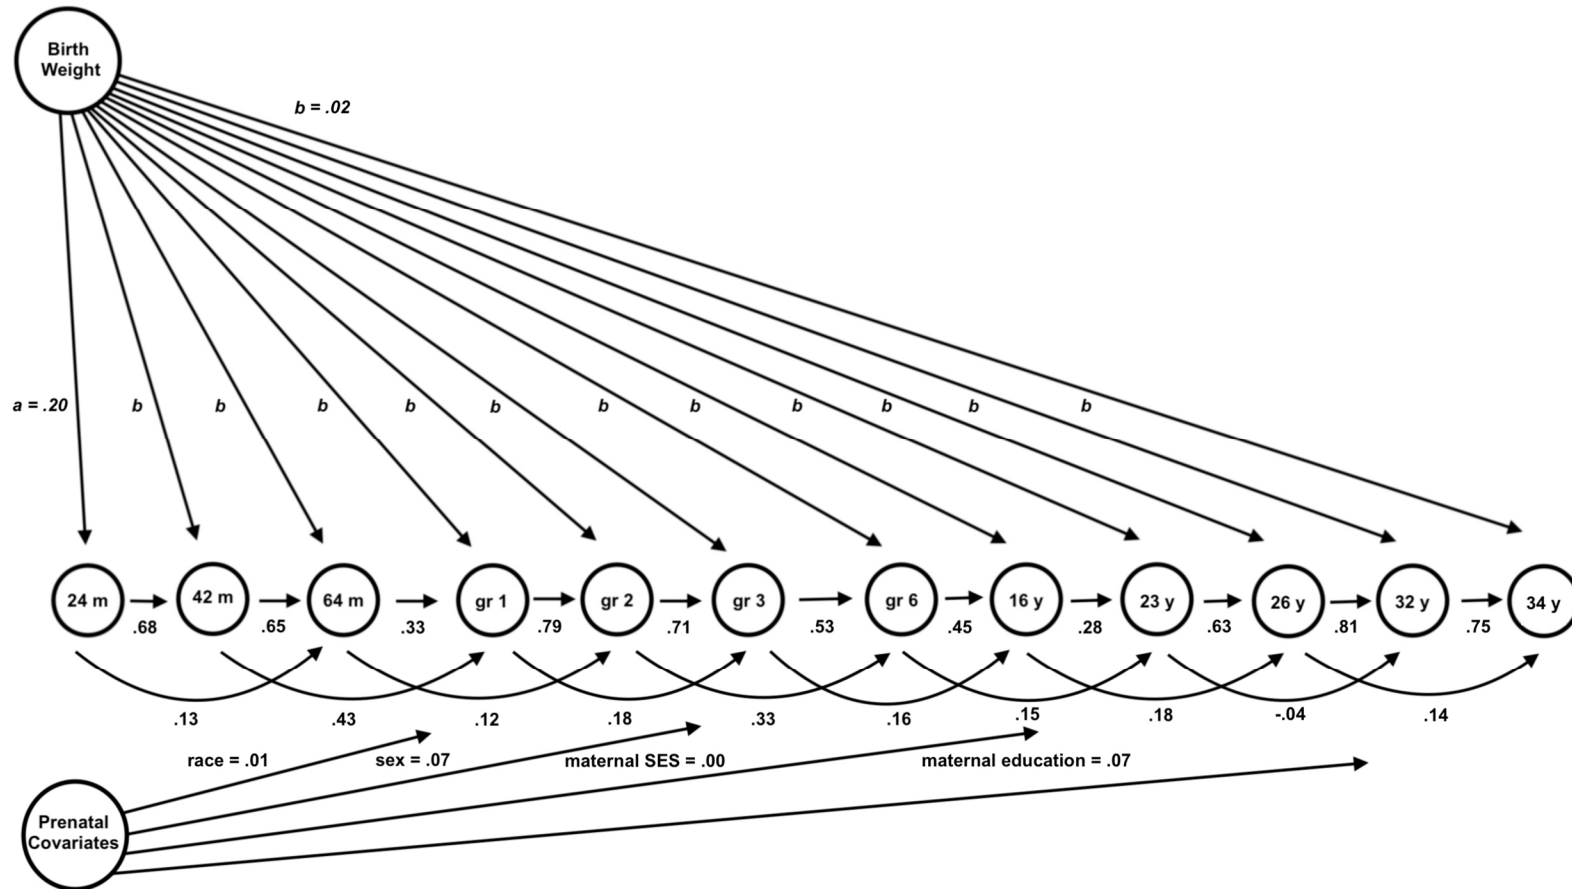 Birth
Weight
b = .02
a = .20 b b b b b b b b b b b
24 m 42 m 64 m gr 1 gr 2 gr 3 gr 6 16 y 23 y 26 y 32 y 34 y
.68 .65 .33 .79 .71 .53 .45 .28 .63 .81 .75
.13 .43 .12 .18 .33 .16 .15 .18 -.04 .14
race = .01 sex = .07 maternal SES = .00 maternal education = .07
Prenatal
Covariates